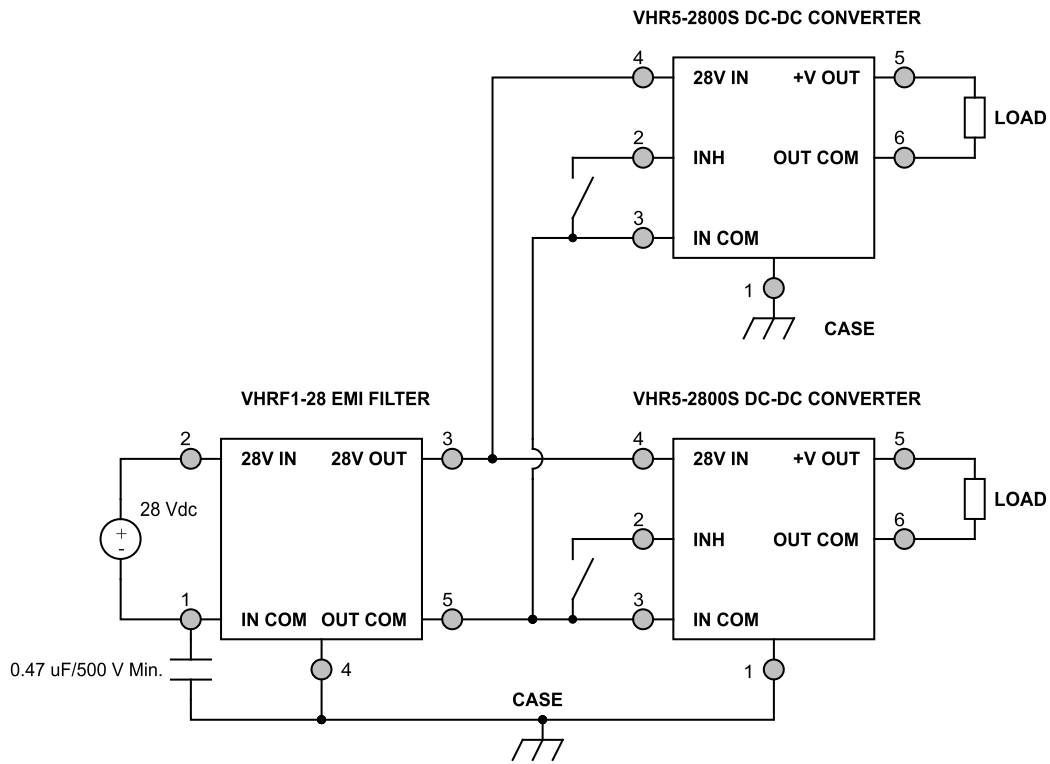 VHR5-2800S DC-DC CONVERTER
4
28V IN
+V OUT
5
LOAD
2
INH
OUT COM
6
3
IN COM
1
CASE
VHRF1-28 EMI FILTER
VHR5-2800S DC-DC CONVERTER
2
28V IN
28V OUT
3
4
28V IN
+V OUT
5
28 Vdc
+
-
LOAD
2
INH
OUT COM
6
1
IN COM
OUT COM
5
3
IN COM
0.47 uF/500 V Min.
4
1
CASE